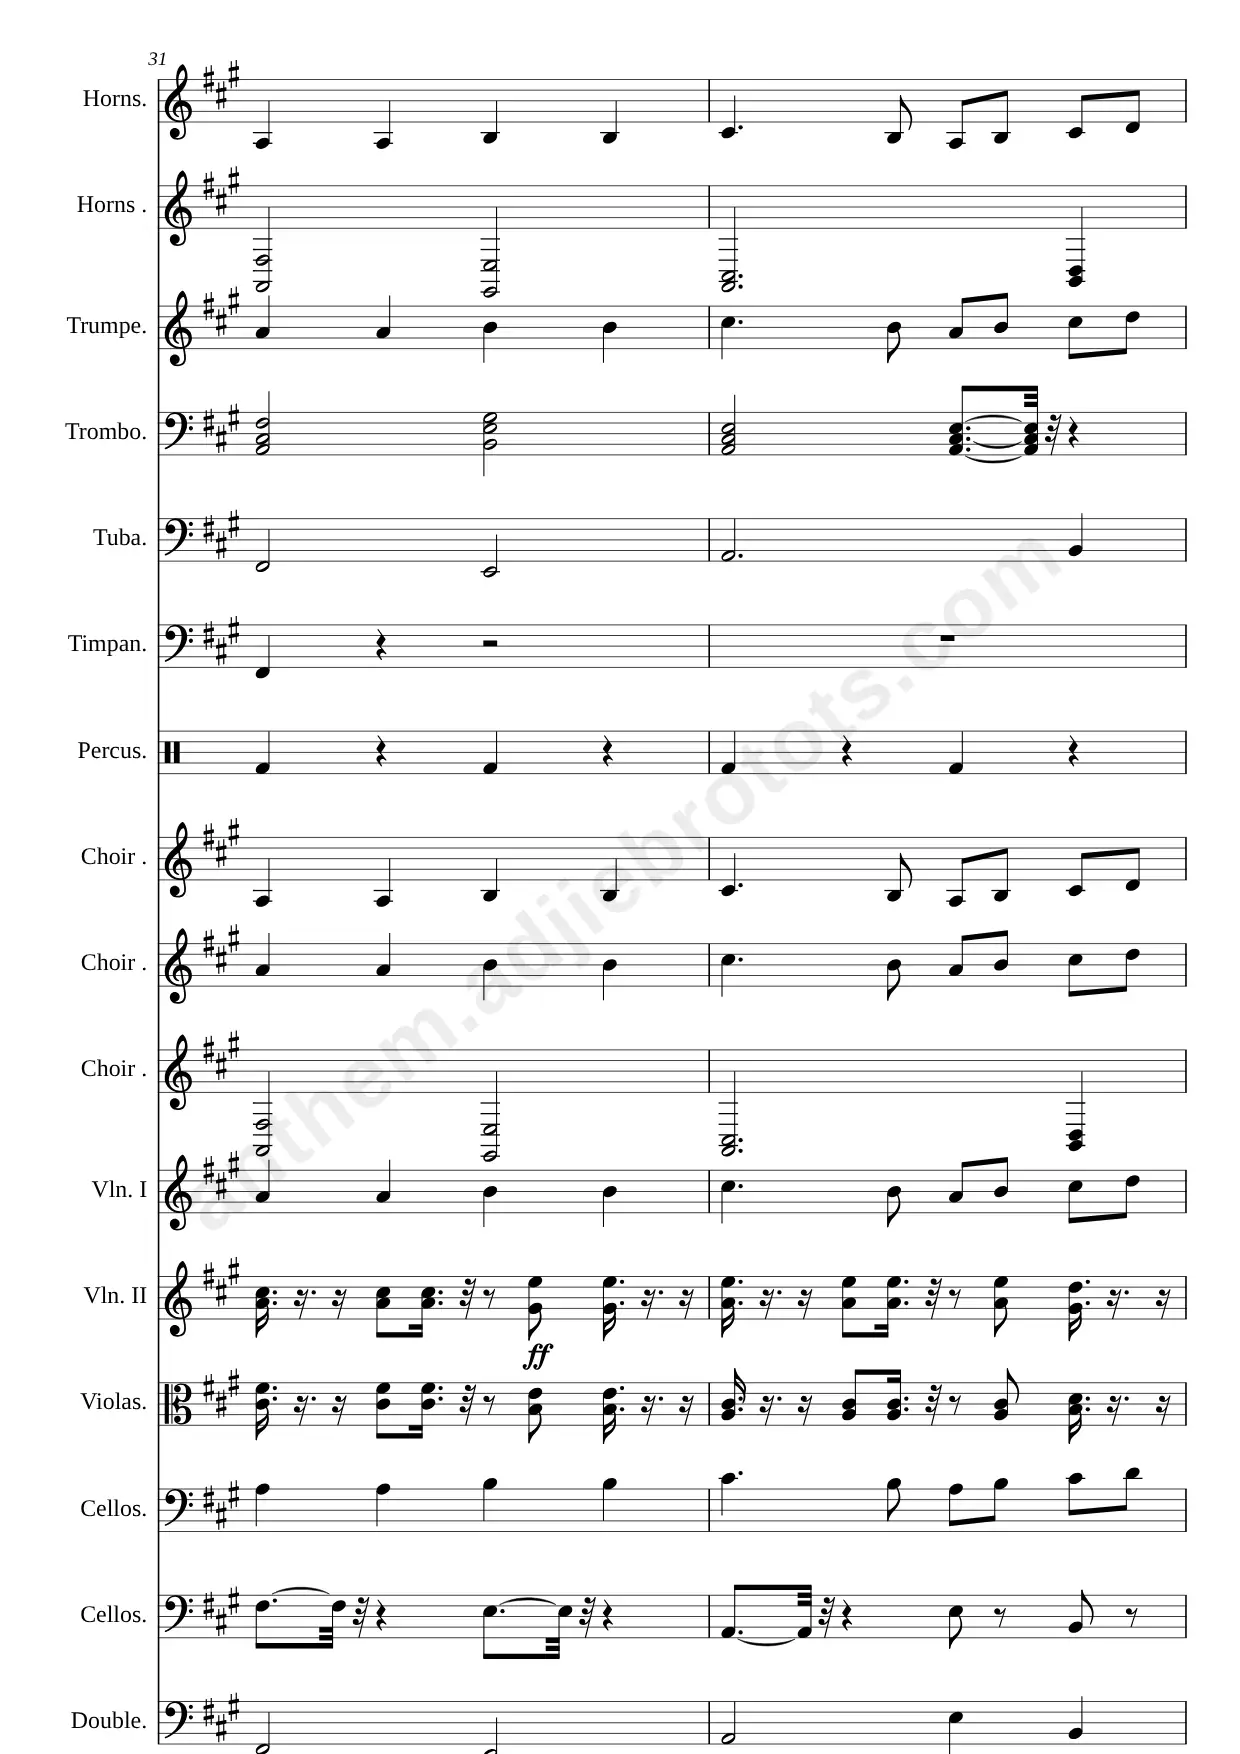 31
Horns.
Horns .
Trumpe.
Trombo.
Tuba.
Timpan.
Percus.
Choir .
Choir .
Choir .
Vln. I
Vln. II
ff
Violas.
Cellos.
Cellos.
Double.
anthem.adjiebrotots.com